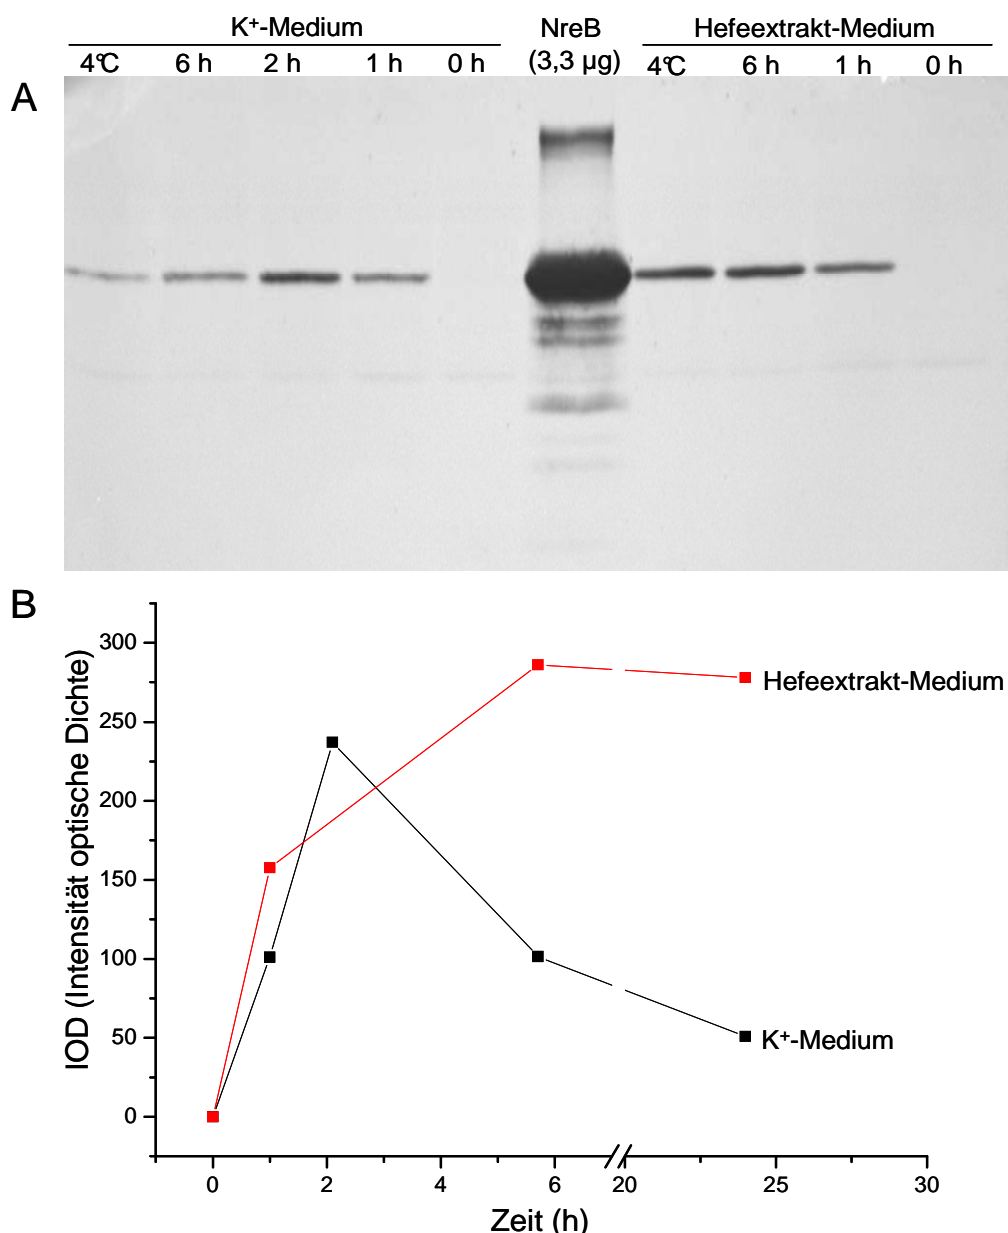 K⁺-Medium NreB Hefeextrakt-Medium
4°C 6 h 2 h 1 h 0 h (3,3 µg) 4°C 6 h 1 h 0 h
A
B
300
250
200
150
100
50
0
IOD (Intensität optische Dichte)
Hefeextrakt-Medium
K⁺-Medium
0 2 4 6 20 25 30
Zeit (h)